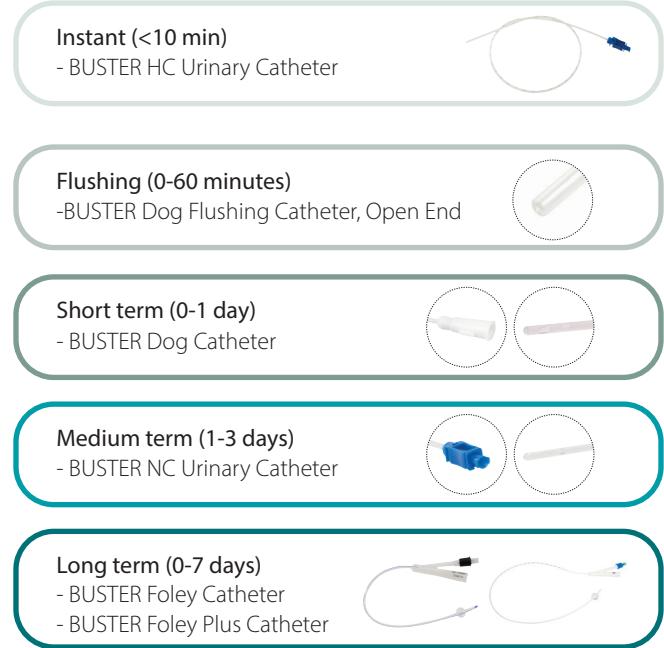 Instant (<10 min)
- BUSTER HC Urinary Catheter
Flushing (0-60 minutes)
-BUSTER Dog Flushing Catheter, Open End
Short term (0-1 day)
- BUSTER Dog Catheter
Medium term (1-3 days)
- BUSTER NC Urinary Catheter
Long term (0-7 days)
- BUSTER Foley Catheter
- BUSTER Foley Plus Catheter